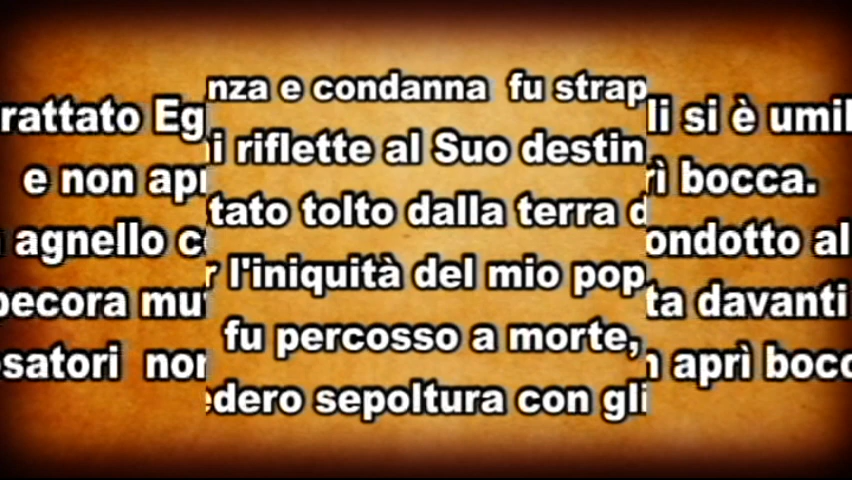 nza e condanna fu strap
rattato Eg
li si è umil
i riflette al Suo destin
e non apr
rì bocca.
tato tolto dalla terra d
agnello c
ondotto al
r l'iniquità del mio pop
pecora mu
ta davanti
fu percosso a morte,
satori non
n aprì bocc
edero sepoltura con gli